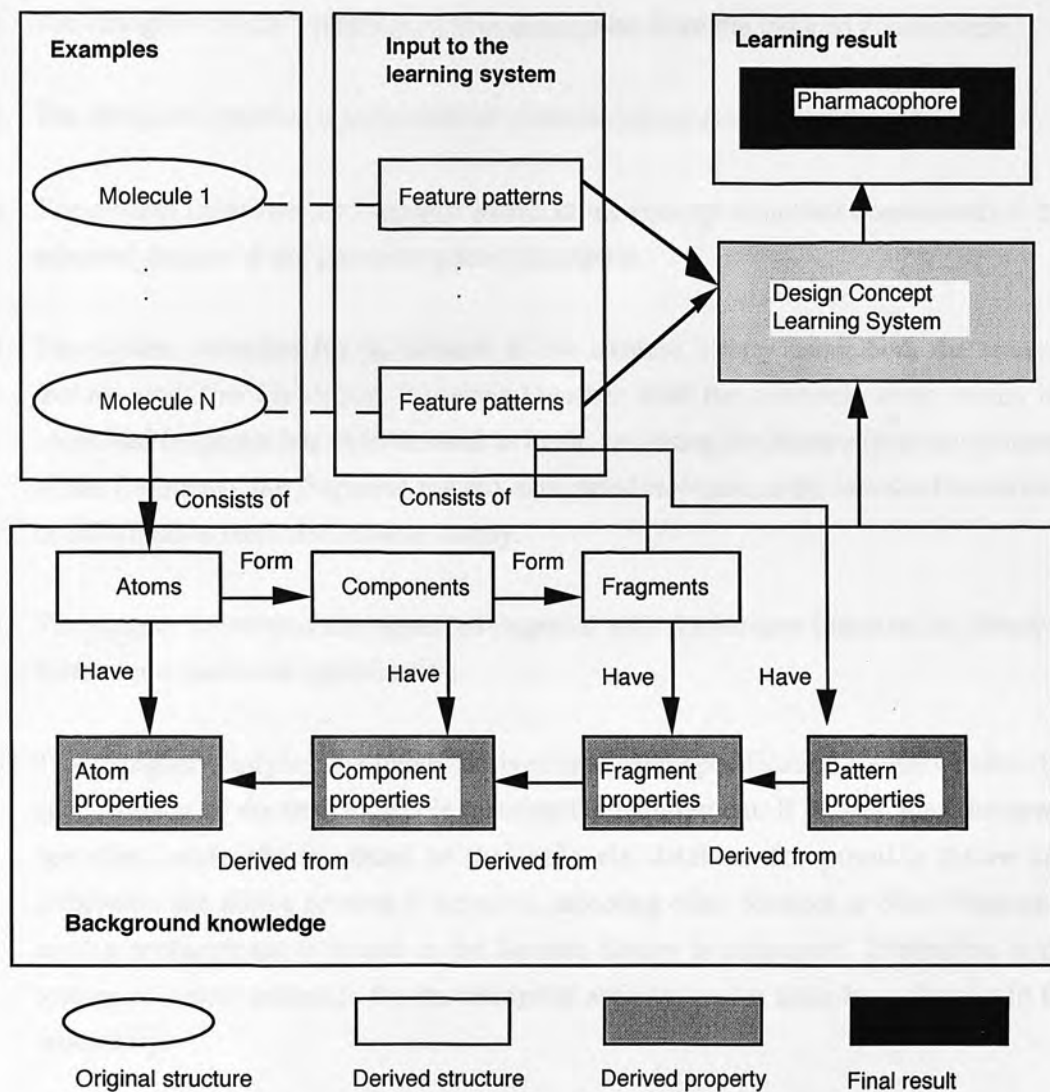 Examples
Input to the
learning system
Learning result
Pharmacophore
Molecule 1
Feature patterns
.
.
.
.
Design Concept
Learning System
Molecule N
Feature patterns
Consists of
Consists of
Atoms
Form
Components
Form
Fragments
Have
Have
Have
Have
Atom
properties
Component
properties
Fragment
properties
Pattern
properties
Derived from
Derived from
Derived from
Background knowledge
Original structure
Derived structure
Derived property
Final result